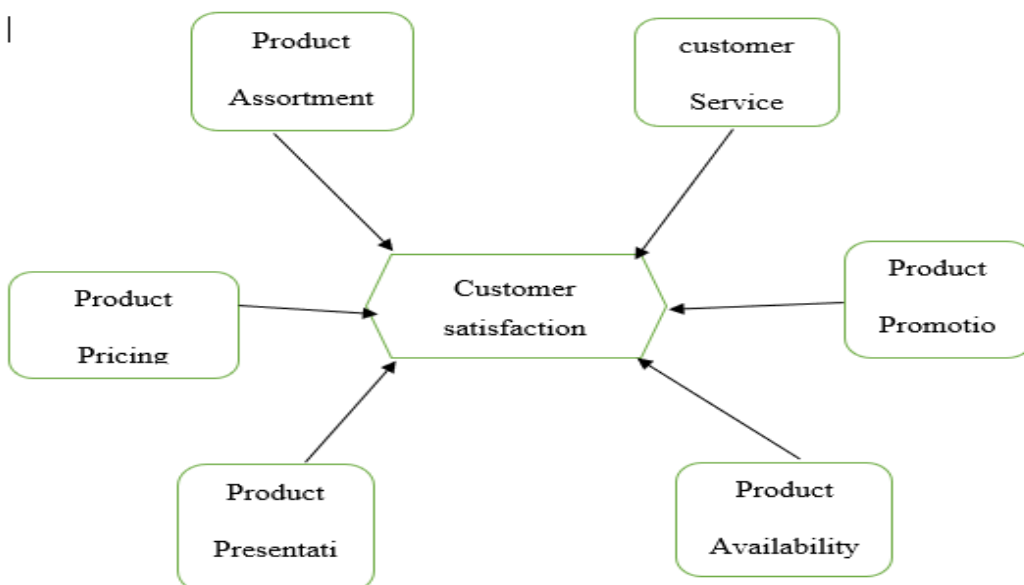 Product
Assortment
customer
Service
Product
Pricing
Customer
satisfaction
Product
Promotio
Product
Presentati
Product
Availability